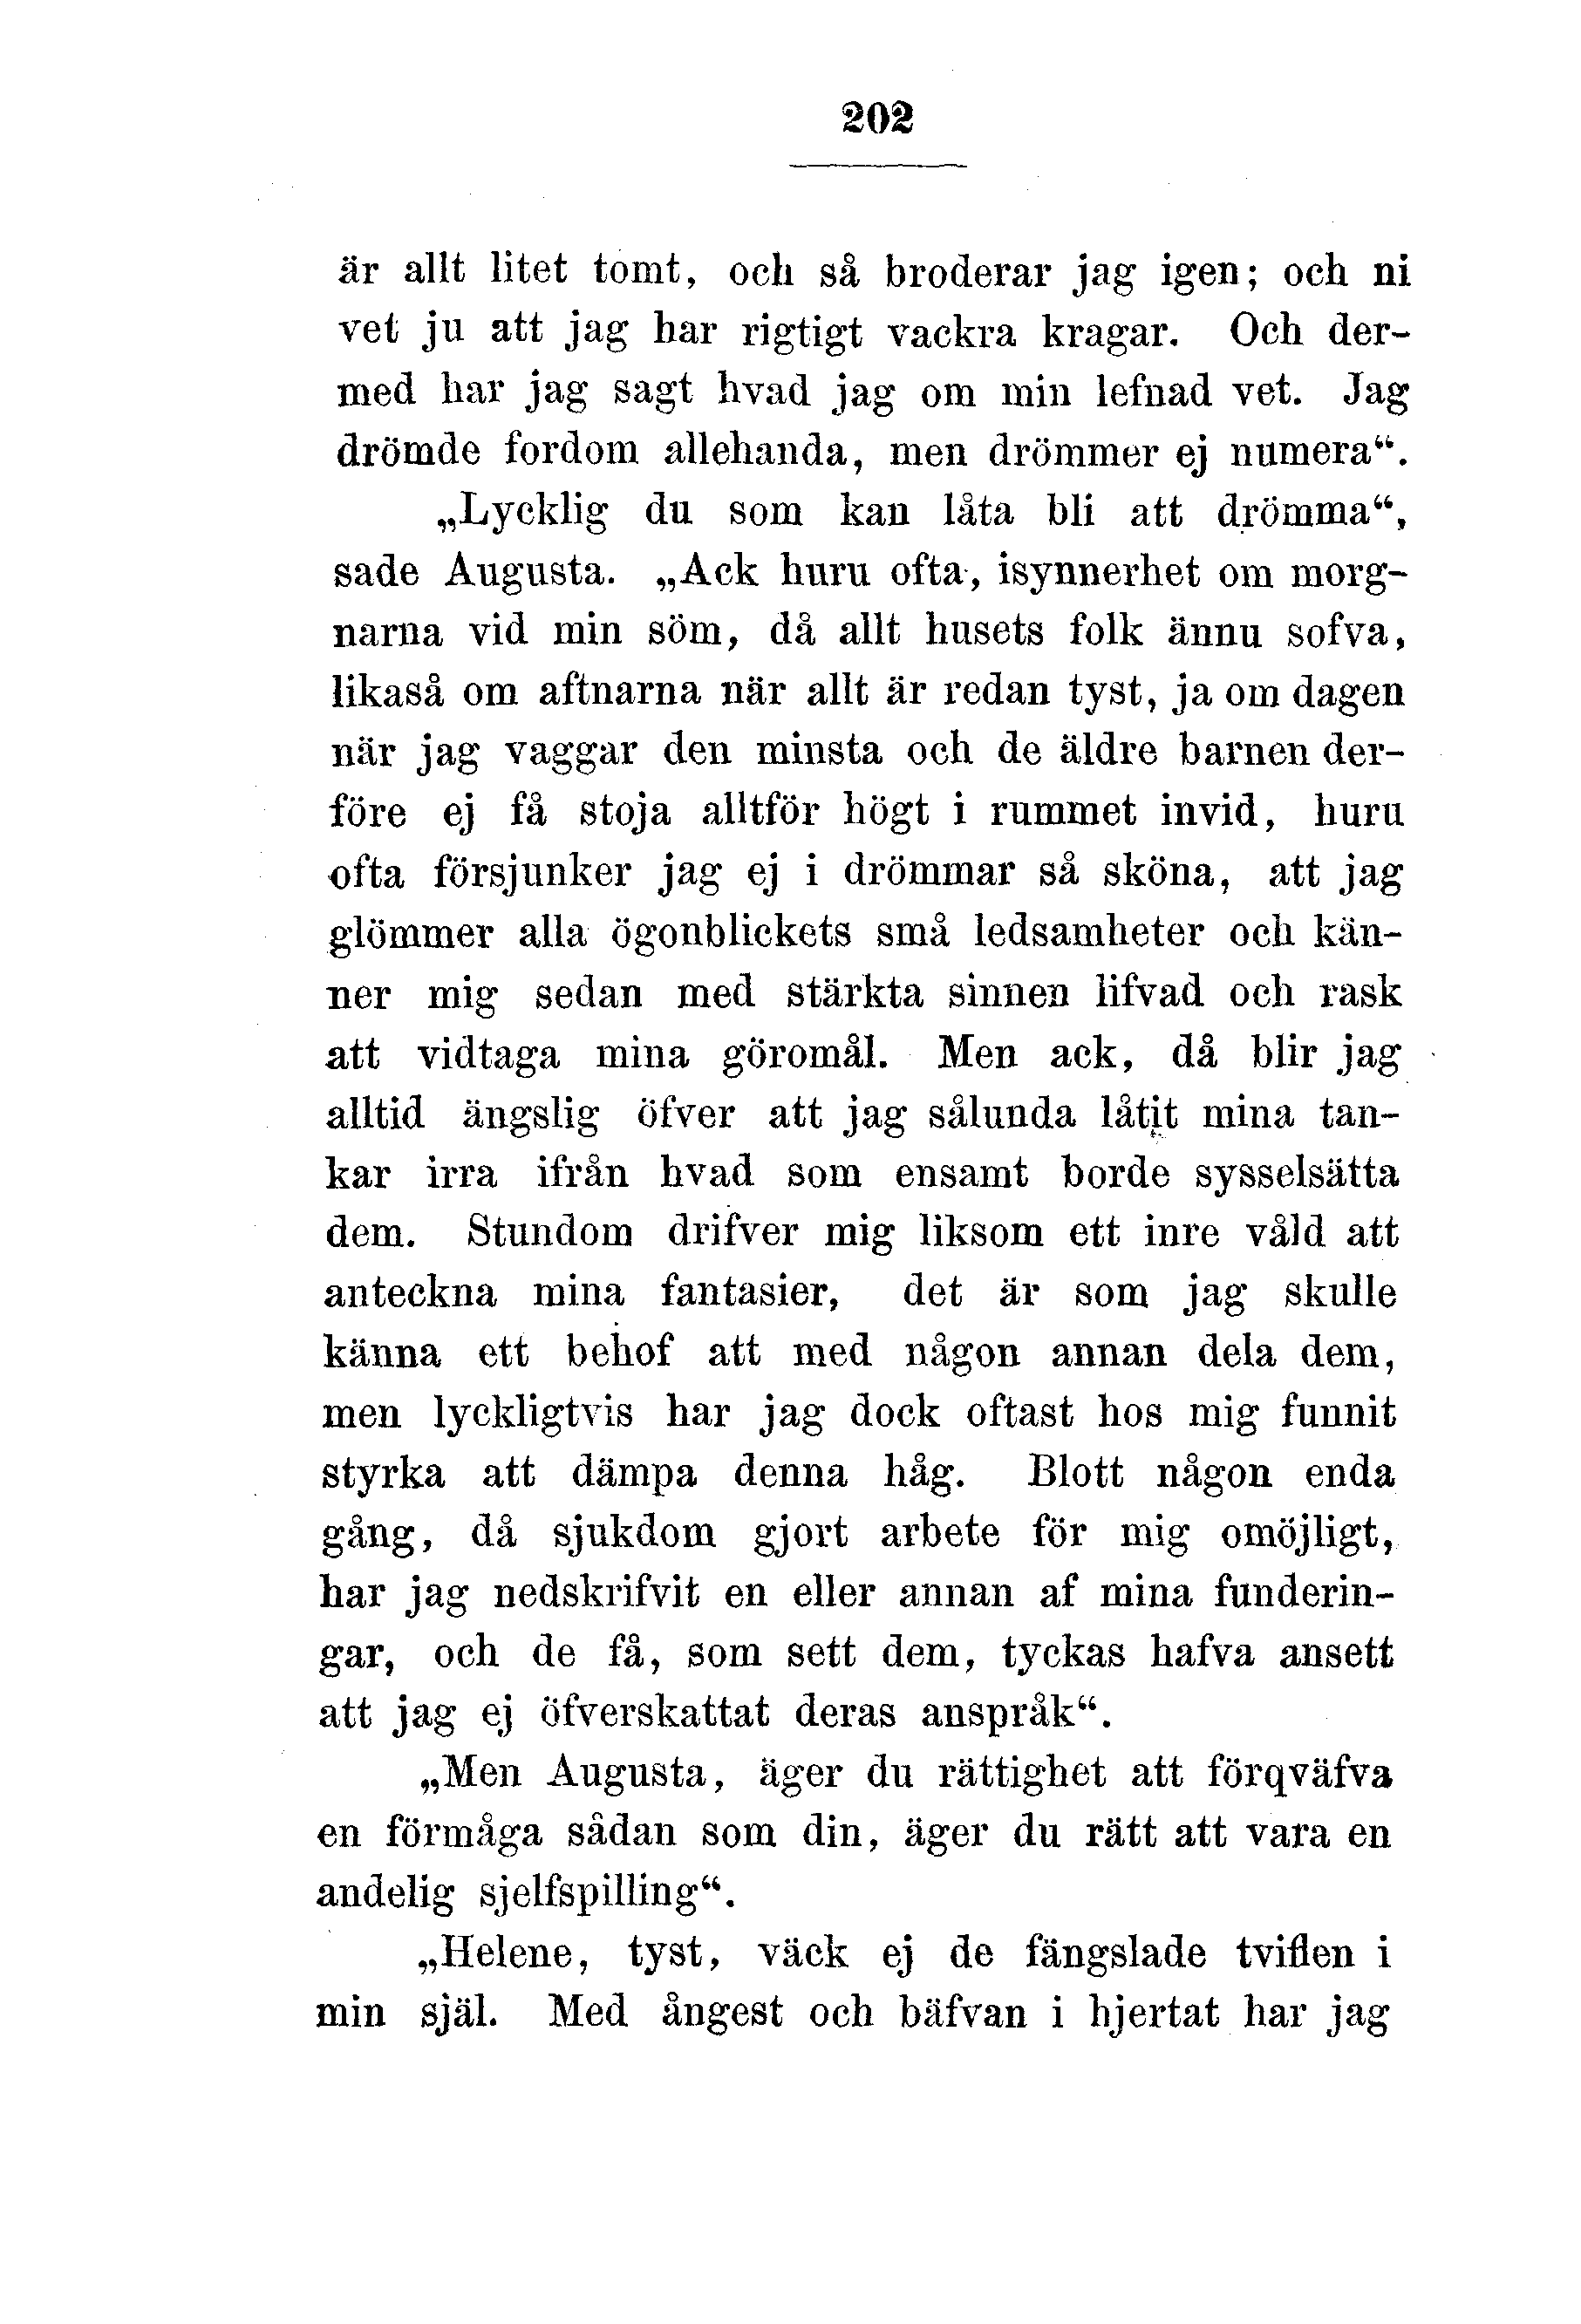 202
är allt litet tomt, och så broderar jag igen; och ni
vet ju att jag har rigtigt vackra kragar. Och der-
med har jag sagt hvad jag om min lefnad vet. Jag
drömde fordom allehanda, men drömmer ej numera“.
„Lycklig du som kan låta bli att drömma“,
sade Augusta. „Ack huru ofta, isynnerhet om morg-
narna vid min söm, då allt husets folk ännu sofva,
likaså om aftnarna när allt är redan tyst, ja om dagen
när jag vaggar den minsta och de äldre barnen der-
före ej få stoja alltför högt i rummet invid, huru
ofta försjunker jag ej i drömmar så sköna, att jag
glömmer alla ögonblickets små ledsamheter och kän-
ner mig sedan med stärkta sinnen lifvad och rask
att vidtaga mina göromål. Men ack, då blir jag
alltid ängslig öfver att jag sålunda låtit mina tan-
kar irra ifrån hvad som ensamt borde sysselsätta
dem. Stundom drifver mig liksom ett inre våld att
anteckna mina fantasier, det är som jag skulle
känna ett behof att med någon annan dela dem,
men lyckligtvis har jag dock oftast hos mig funnit
styrka att dämpa denna håg. Blott någon enda
gång, då sjukdom gjort arbete för mig omöjligt,
har jag nedskrifvit en eller annan af mina funderin-
gar, och de få, som sett dem, tyckas hafva ansett
att jag ej öfverskattat deras anspråk“.
„Men Augusta, äger du rättighet att förqväfva
en förmåga sådan som din, äger du rätt att vara en
andelig sjelfspilling“.
„Helene, tyst, väck ej de fängslade tviflen i
min själ. Med ångest och bäfvan i hjertat har jag